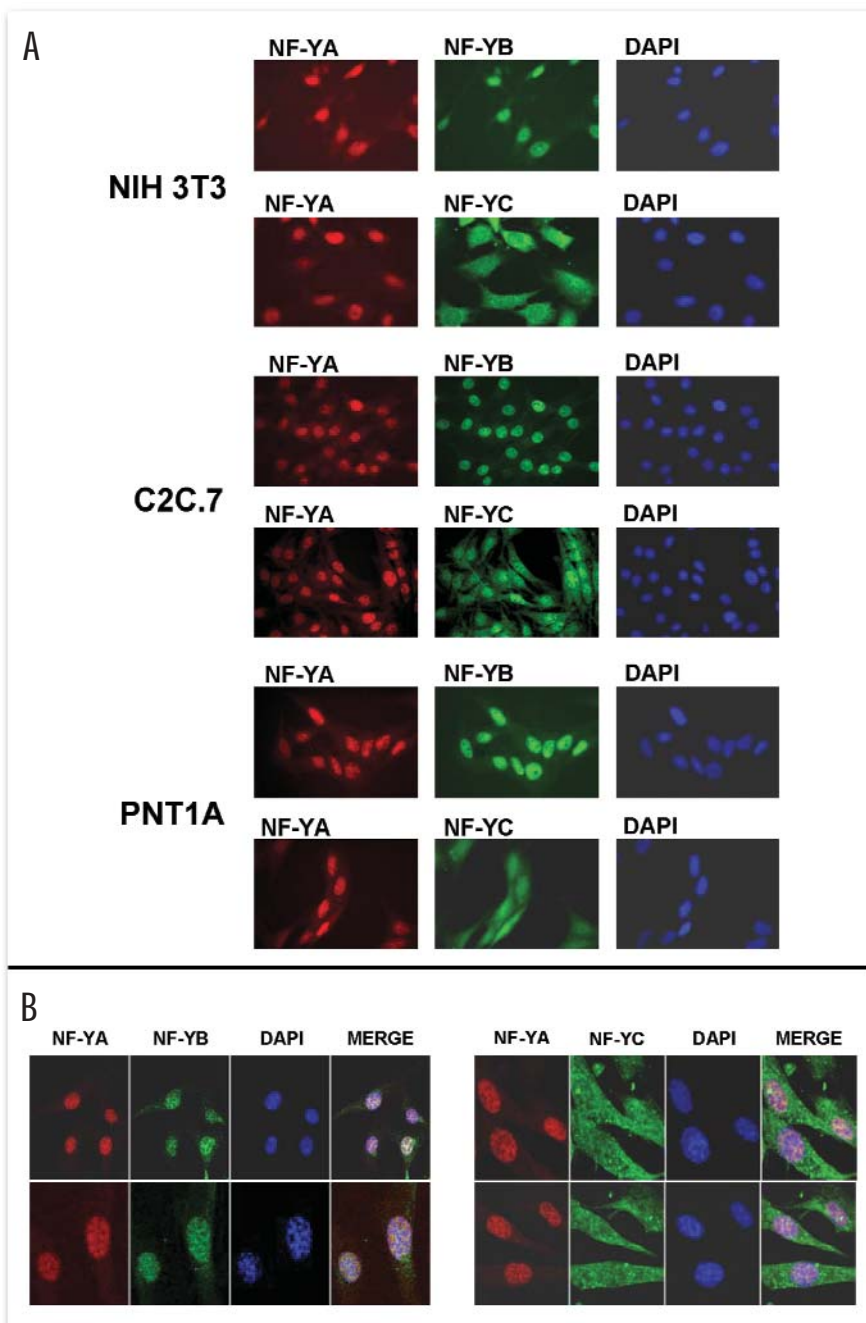 A
NF-YA NF-YB DAPI
NIH 3T3
NF-YA NF-YC DAPI
NF-YA NF-YB DAPI
C2C.7
NF-YA NF-YC DAPI
NF-YA NF-YB DAPI
PNT1A
NF-YA NF-YC DAPI
B
NF-YA NF-YB DAPI MERGE NF-YA NF-YC DAPI MERGE